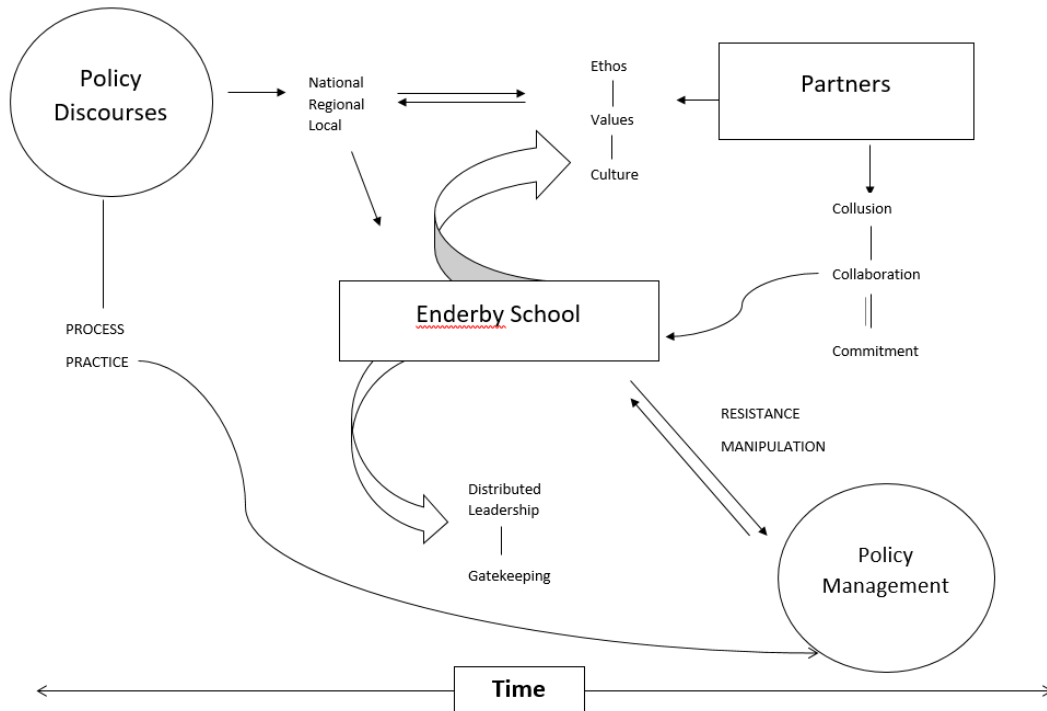 Policy
Discourses
National
Regional
Local
Ethos
Values
Culture
Partners
Collusion
Collaboration
Commitment
Enderby School
PROCESS
PRACTICE
RESISTANCE
MANIPULATION
Distributed
Leadership
Gatekeeping
Policy
Management
Time